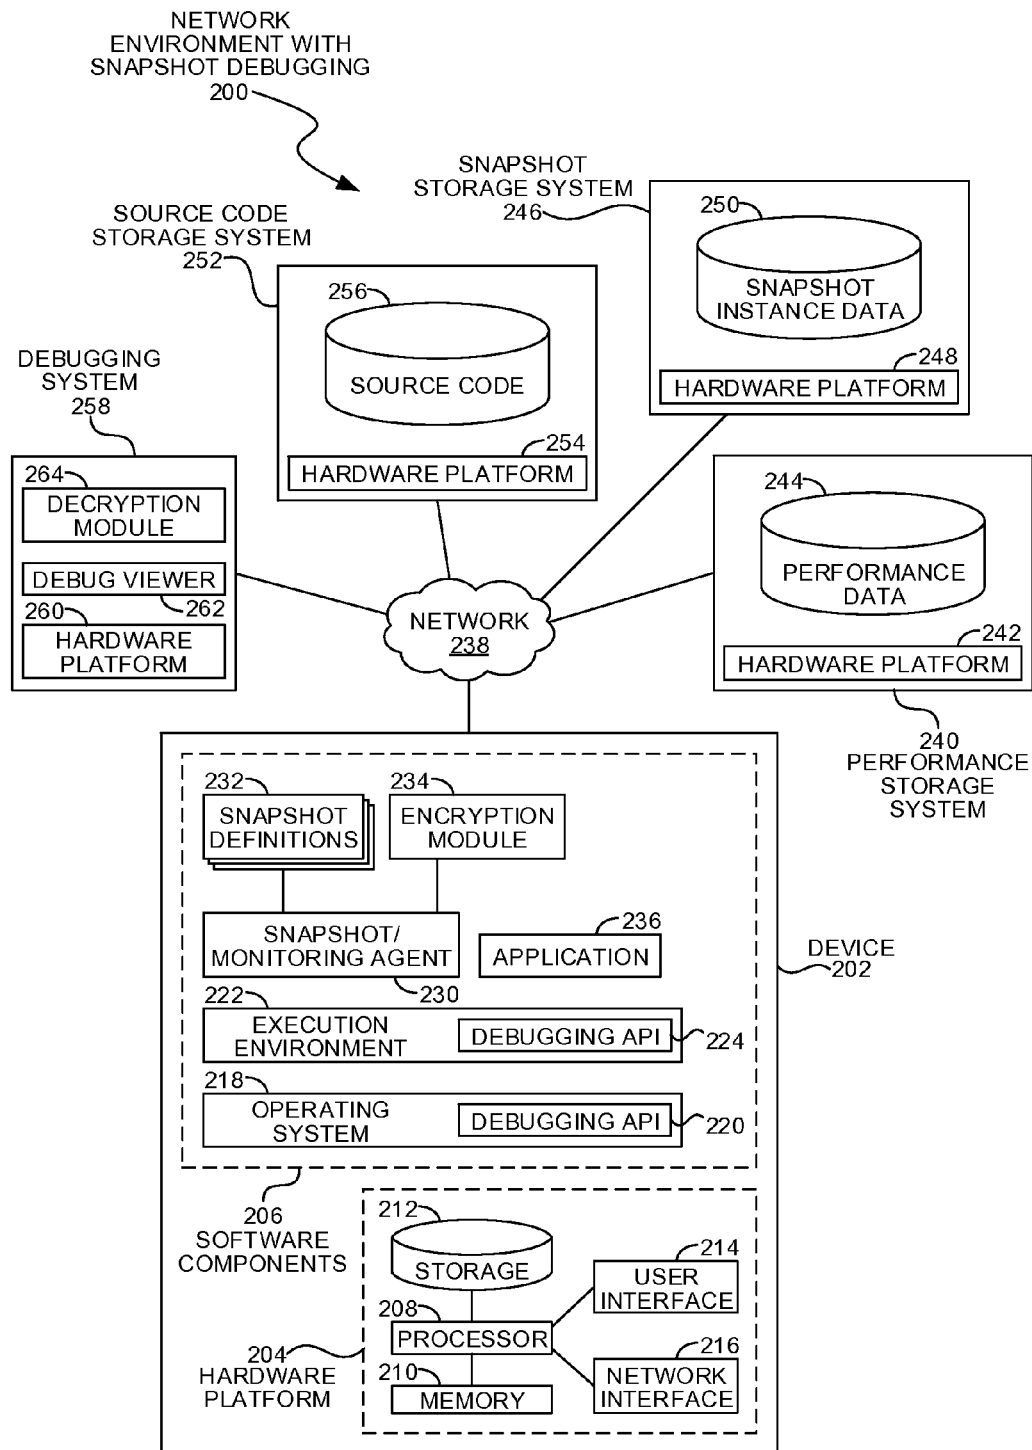 NETWORK
ENVIRONMENT WITH
SNAPSHOT DEBUGGING
200
SNAPSHOT
STORAGE SYSTEM
246
250
SNAPSHOT
INSTANCE DATA
248
HARDWARE PLATFORM
SOURCE CODE
STORAGE SYSTEM
252
256
SOURCE CODE
254
HARDWARE PLATFORM
DEBUGGING
SYSTEM
258
264
DECRYPTION
MODULE
DEBUG VIEWER
260
262
HARDWARE
PLATFORM
244
PERFORMANCE
DATA
242
HARDWARE PLATFORM
240
PERFORMANCE
STORAGE
SYSTEM
NETWORK
238
232
SNAPSHOT
DEFINITIONS
234
ENCRYPTION
MODULE
SNAPSHOT/
MONITORING AGENT
230
236
APPLICATION
DEVICE
202
222
EXECUTION
ENVIRONMENT
DEBUGGING API
224
218
OPERATING
SYSTEM
DEBUGGING API
220
206
SOFTWARE
COMPONENTS
212
STORAGE
214
USER
INTERFACE
208
PROCESSOR
216
NETWORK
INTERFACE
210
MEMORY
204
HARDWARE
PLATFORM